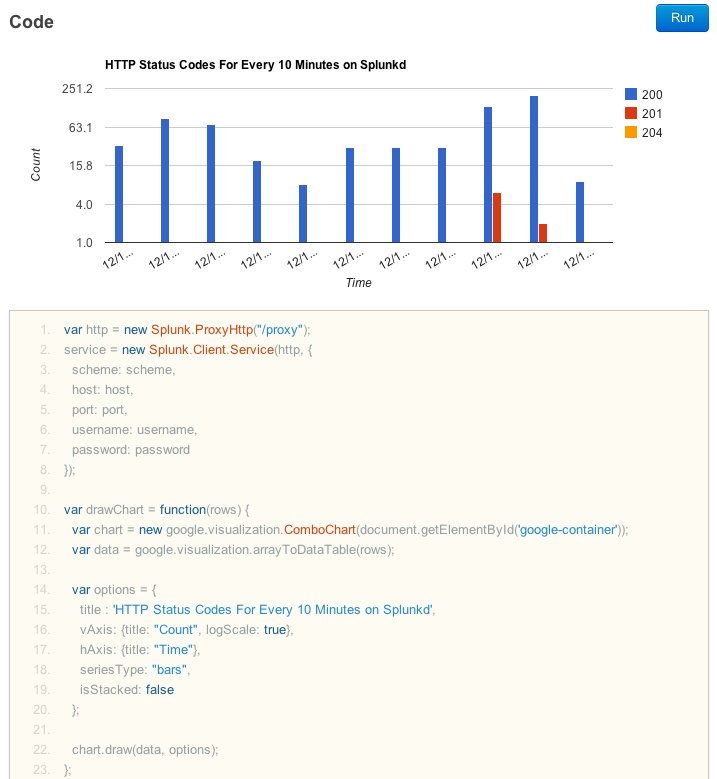 Code
Run
HTTP Status Codes For Every 10 Minutes on Splunkd
251.2
63.1
15.8
4.0
1.0
Count
200
201
204
12/1... 12/1... 12/1... 12/1... 12/1... 12/1... 12/1... 12/1... 12/1... 12/1... 12/1...
Time
1. var http = new Splunk.ProxyHttp("/proxy");
2. service = new Splunk.Client.Service(http, {
3. scheme: scheme,
4. host: host,
5. port: port,
6. username: username,
7. password: password
8. });
9.
10. var drawChart = function(rows) {
11. var chart = new google.visualization.ComboChart(document.getElementById('google-container'));
12. var data = google.visualization.arrayToDataTable(rows);
13.
14. var options = {
15. title : 'HTTP Status Codes For Every 10 Minutes on Splunkd',
16. vAxis: {title: "Count", logScale: true},
17. hAxis: {title: "Time"},
18. seriesType: "bars",
19. isStacked: false
20. };
21.
22. chart.draw(data, options);
23. };